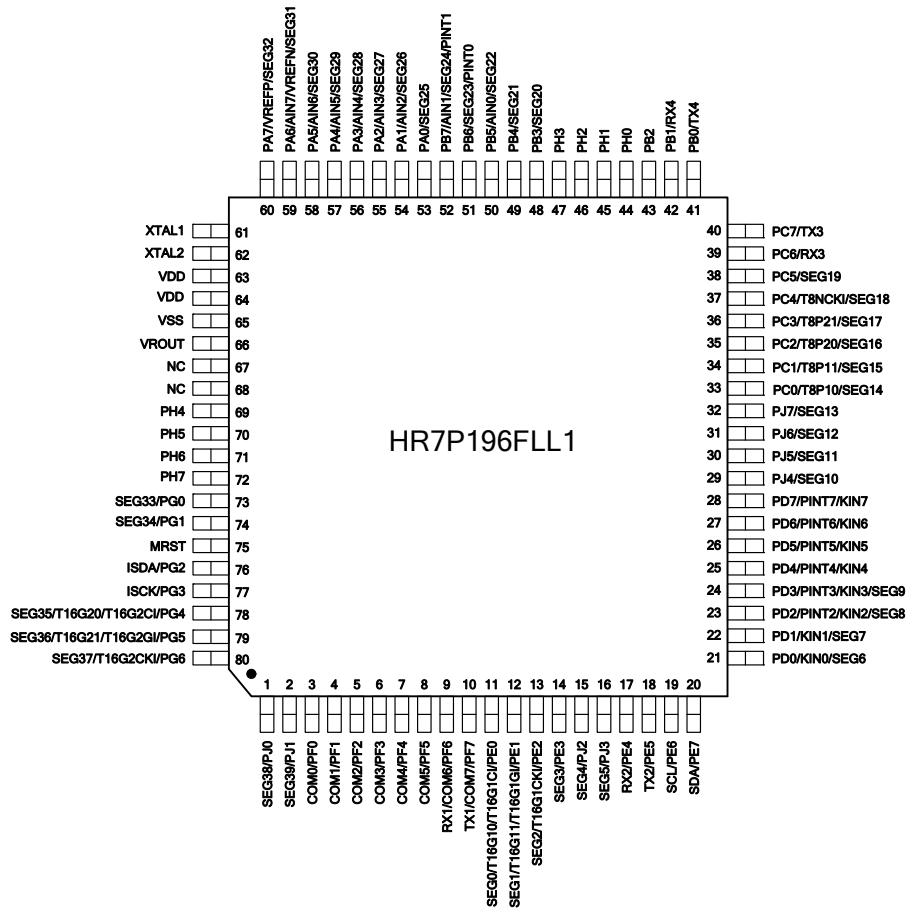 PA7/VREFP/SEG32
PA6/AIN7/VREFN/SEG31
PA5/AIN6/SEG30
PA4/AIN5/SEG29
PA3/AIN4/SEG28
PA2/AIN3/SEG27
PA1/AIN2/SEG26
PA0/SEG25
PB7/AIN1/SEG24/PINT1
PB6/SEG23/PINT0
PB5/AIN0/SEG22
PB4/SEG21
PB3/SEG20
PH3
PH2
PH1
PH0
PB2
PB1/RX4
PB0/TX4
60 59 58 57 56 55 54 53 52 51 50 49 48 47 46 45 44 43 42 41
XTAL1 61
XTAL2 62
VDD 63
VDD 64
VSS 65
VROUT 66
NC 67
NC 68
PH4 69
PH5 70
PH6 71
PH7 72
SEG33/PG0 73
SEG34/PG1 74
MRST 75
ISDA/PG2 76
ISCK/PG3 77
SEG35/T16G20/T16G2CI/PG4 78
SEG36/T16G21/T16G2GI/PG5 79
SEG37/T16G2CKI/PG6 80
HR7P196FLL1
40 PC7/TX3
39 PC6/RX3
38 PC5/SEG19
37 PC4/T8NCKI/SEG18
36 PC3/T8P21/SEG17
35 PC2/T8P20/SEG16
34 PC1/T8P11/SEG15
33 PC0/T8P10/SEG14
32 PJ7/SEG13
31 PJ6/SEG12
30 PJ5/SEG11
29 PJ4/SEG10
28 PD7/PINT7/KIN7
27 PD6/PINT6/KIN6
26 PD5/PINT5/KIN5
25 PD4/PINT4/KIN4
24 PD3/PINT3/KIN3/SEG9
23 PD2/PINT2/KIN2/SEG8
22 PD1/KIN1/SEG7
21 PD0/KIN0/SEG6
1 2 3 4 5 6 7 8 9 10 11 12 13 14 15 16 17 18 19 20
SEG38/PJ0
SEG39/PJ1
COM0/PF0
COM1/PF1
COM2/PF2
COM3/PF3
COM4/PF4
COM5/PF5
RX1/COM6/PF6
TX1/COM7/PF7
SEG0/T16G10/T16G1CI/PE0
SEG1/T16G11/T16G1GI/PE1
SEG2/T16G1CKI/PE2
SEG3/PE3
SEG4/PJ2
SEG5/PJ3
RX2/PE4
TX2/PE5
SCL/PE6
SDA/PE7